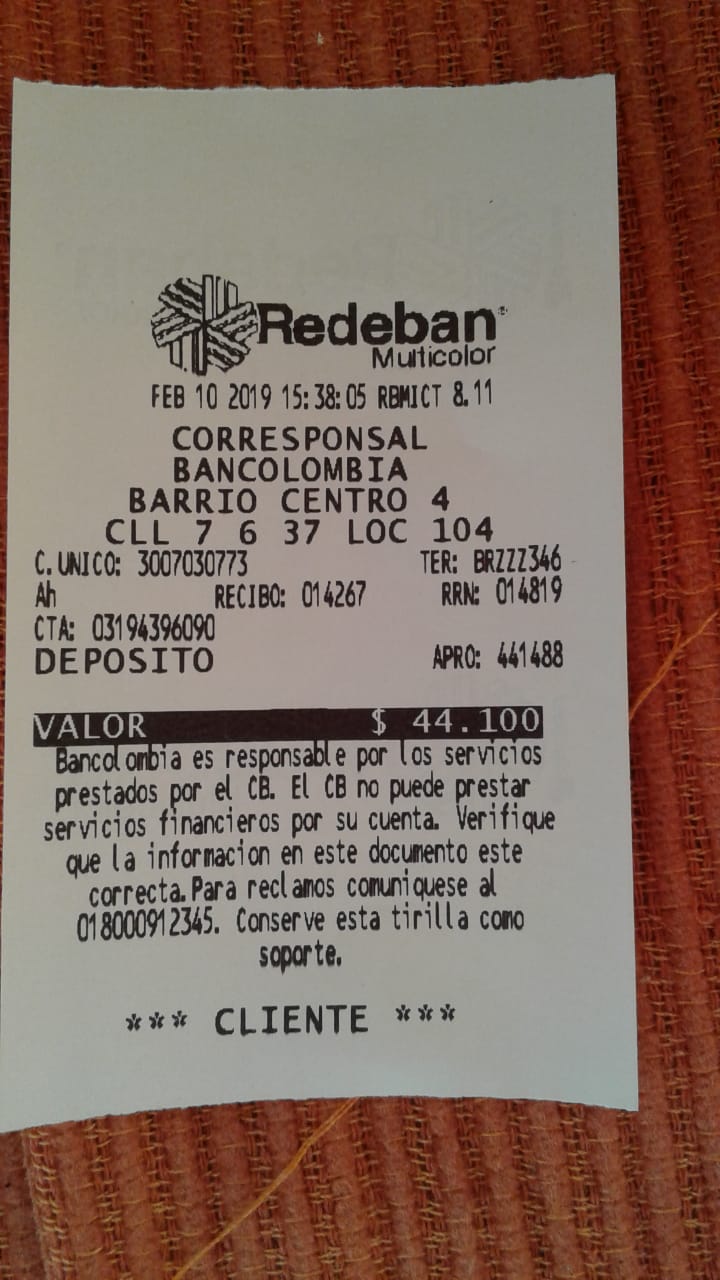 Redeban®
Multicolor
FEB 10 2019 15:38:05 RBMICT 8.11
CORRESPONSAL
BANCOLOMBIA
BARRIO CENTRO 4
CLL 7 6 37 LOC 104
C. UNICO: 3007030773 TER: BRZZZ346
Ah RECIBO: 014267 RRN: 014819
CTA: 03194396090
DEPOSITO APRO: 441488
VALOR $ 44.100
Bancolombia es responsable por los servicios
prestados por el CB. El CB no puede prestar
servicios financieros por su cuenta. Verifique
que la informacion en este documento este
correcta. Para reclamos comuniquese al
018000912345. Conserve esta tirilla como
soporte.
*** CLIENTE ***